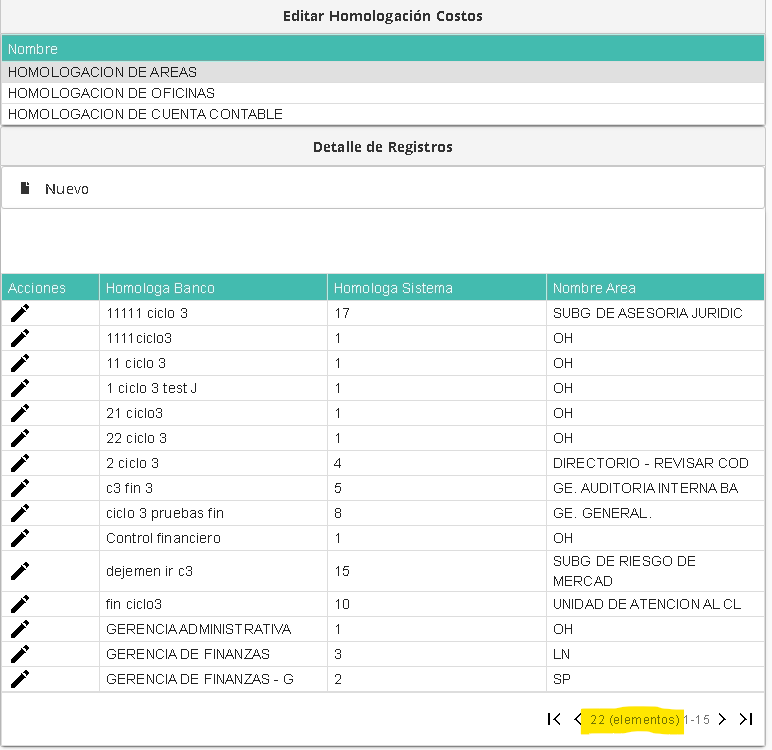 Editar Homologación Costos
Nombre
HOMOLOGACION DE AREAS
HOMOLOGACION DE OFICINAS
HOMOLOGACION DE CUENTA CONTABLE
Detalle de Registros
Nuevo
Acciones Homologa Banco Homologa Sistema Nombre Area
11111 ciclo 3 17 SUBG DE ASESORIA JURIDIC
1111ciclo3 1 OH
11 ciclo 3 1 OH
1 ciclo 3 test J 1 OH
21 ciclo3 1 OH
22 ciclo 3 1 OH
2 ciclo 3 4 DIRECTORIO - REVISAR COD
c3 fin 3 5 GE. AUDITORIA INTERNA BA
ciclo 3 pruebas fin 8 GE. GENERAL.
Control financiero 1 OH
dejemen ir c3 15 SUBG DE RIESGO DE
MERCAD
fin ciclo3 10 UNIDAD DE ATENCION AL CL
GERENCIA ADMINISTRATIVA 1 OH
GERENCIA DE FINANZAS 3 LN
GERENCIA DE FINANZAS - G 2 SP
22 (elementos) 1-15